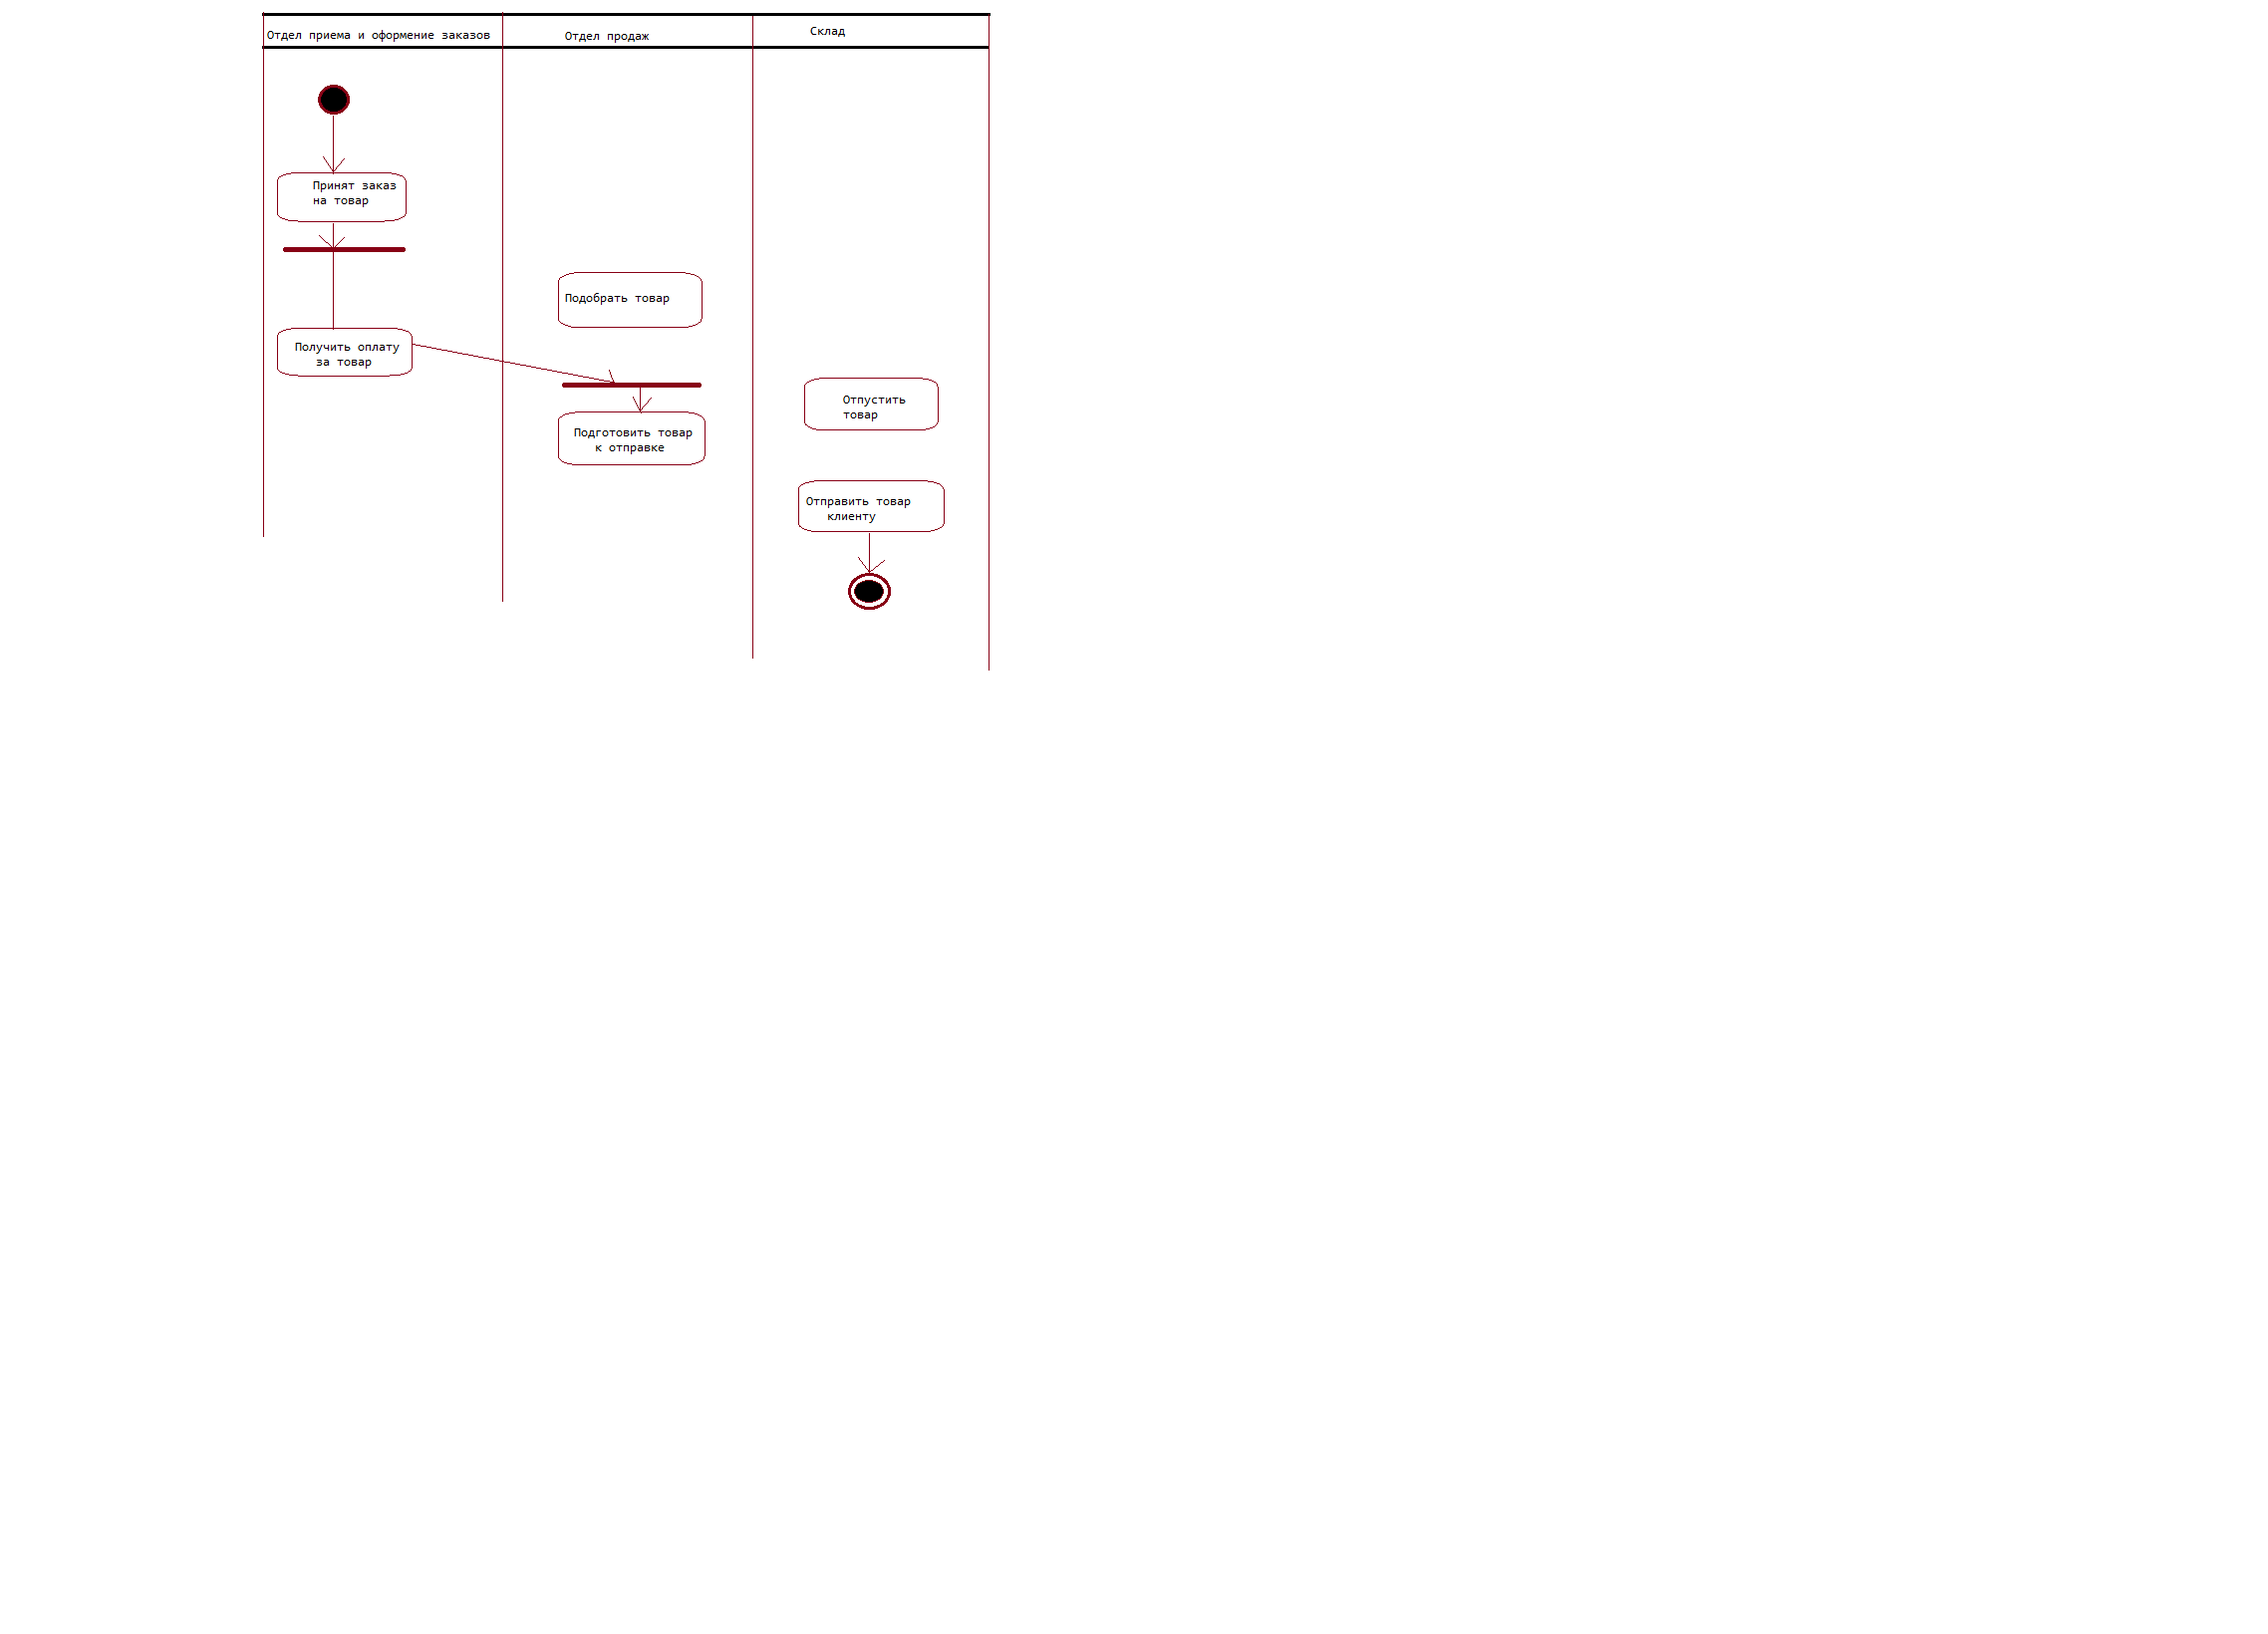 Отдел приема и оформение заказов
Отдел продаж
Склад
Принят заказ
на товар
Подобрать товар
Получить оплату
за товар
Отпустить
товар
Подготовить товар
к отправке
Отправить товар
клиенту